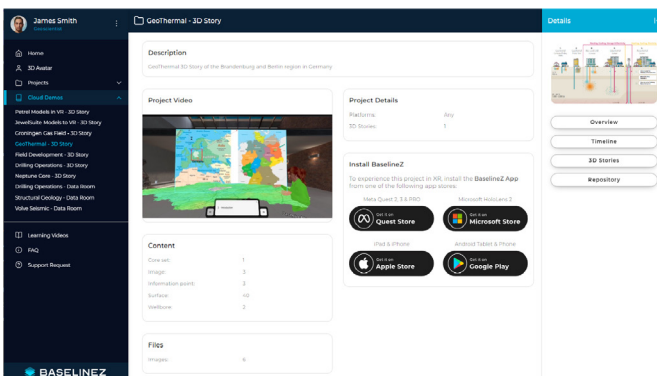 James Smith
Geoscientist
Home
3D Avatar
Projects
Cloud Demos
Petrel Models in VR - 3D Story
JewelSuite Models to VR - 3D Story
Groningen Gas Field - 3D Story
GeoThermal - 3D Story
Field Development - 3D Story
Drilling Operations - 3D Story
Neptune Core - 3D Story
Drilling Operations - Data Room
Structural Geology - Data Room
Volve Seismic - Data Room
Learning Videos
FAQ
Support Request
BASELINEZ
GeoThermal - 3D Story
Description
GeoThermal 3D Story of the Brandenburg and Berlin region in Germany
Project Video
Content
Core set: 1
Image: 3
Information point: 3
Surface: 40
Wellbore: 2
Files
Images: 6
Project Details
Platforms: Any
3D Stories: 1
Install BaselineZ
To experience this project in XR, install the BaselineZ App
from one of the following app stores:
Meta Quest 2, 3 & PRO
Microsoft HoloLens 2
Get it on
Quest Store
Get it on
Microsoft Store
iPad & iPhone
Android Tablet & Phone
Get it on
Apple Store
Get it on
Google Play
Details
Overview
Timeline
3D Stories
Repository